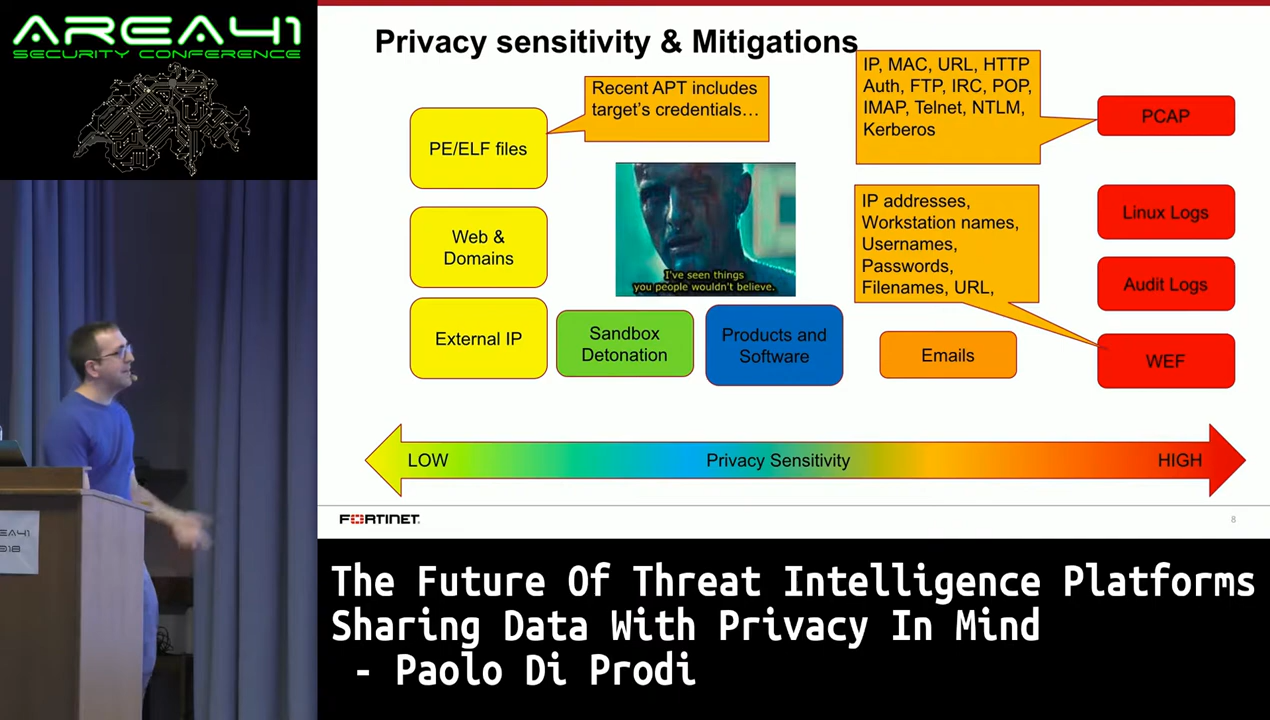 AREA41
SECURITY CONFERENCE
Privacy sensitivity & Mitigations
Recent APT includes
target's credentials…
IP, MAC, URL, HTTP
Auth, FTP, IRC, POP,
IMAP, Telnet, NTLM,
Kerberos
PCAP
PE/ELF files
Web &
Domains
External IP
I've seen things
you people wouldn't believe.
Sandbox
Detonation
Products and
Software
IP addresses,
Workstation names,
Usernames,
Passwords,
Filenames, URL,
Emails
Linux Logs
Audit Logs
WEF
LOW
Privacy Sensitivity
HIGH
FORTINET
8
The Future Of Threat Intelligence Platforms
Sharing Data With Privacy In Mind
- Paolo Di Prodi